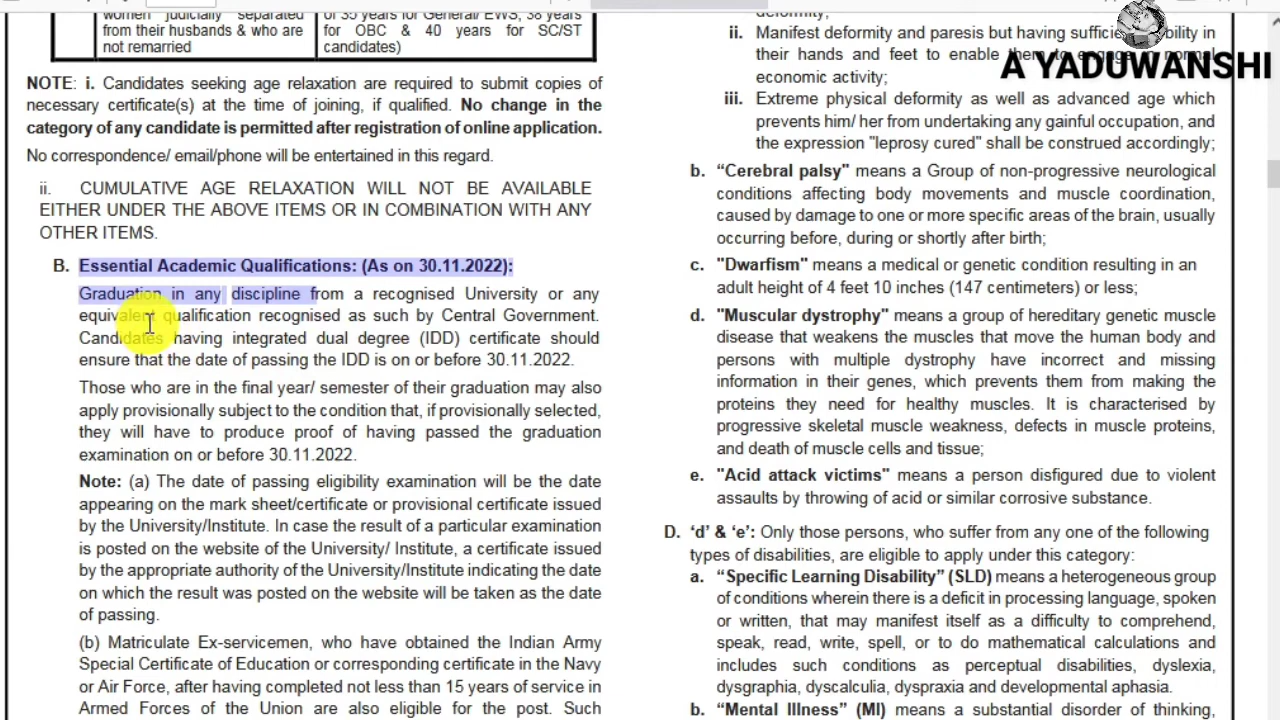 women judicially separated
from their husbands & who are
not remarried
of 35 years for General/ EWS, 38 years
for OBC & 40 years for SC/ST
candidates)
NOTE: i. Candidates seeking age relaxation are required to submit copies of
necessary certificate(s) at the time of joining, if qualified. No change in the
category of any candidate is permitted after registration of online application.
No correspondence/ email/phone will be entertained in this regard.
ii. CUMULATIVE AGE RELAXATION WILL NOT BE AVAILABLE
EITHER UNDER THE ABOVE ITEMS OR IN COMBINATION WITH ANY
OTHER ITEMS.
B. Essential Academic Qualifications: (As on 30.11.2022):
Graduation in any discipline from a recognised University or any
equivalent qualification recognised as such by Central Government.
Candidates having integrated dual degree (IDD) certificate should
ensure that the date of passing the IDD is on or before 30.11.2022.
Those who are in the final year/ semester of their graduation may also
apply provisionally subject to the condition that, if provisionally selected,
they will have to produce proof of having passed the graduation
examination on or before 30.11.2022.
Note: (a) The date of passing eligibility examination will be the date
appearing on the mark sheet/certificate or provisional certificate issued
by the University/Institute. In case the result of a particular examination
is posted on the website of the University/ Institute, a certificate issued
by the appropriate authority of the University/Institute indicating the date
on which the result was posted on the website will be taken as the date
of passing.
(b) Matriculate Ex-servicemen, who have obtained the Indian Army
Special Certificate of Education or corresponding certificate in the Navy
or Air Force, after having completed not less than 15 years of service in
Armed Forces of the Union are also eligible for the post. Such
deformity;
ii. Manifest deformity and paresis but having sufficient mobility in
their hands and feet to enable them to engage in normal
economic activity;
iii. Extreme physical deformity as well as advanced age which
prevents him/ her from undertaking any gainful occupation, and
the expression "leprosy cured" shall be construed accordingly;
b. “Cerebral palsy" means a Group of non-progressive neurological
conditions affecting body movements and muscle coordination,
caused by damage to one or more specific areas of the brain, usually
occurring before, during or shortly after birth;
c. "Dwarfism" means a medical or genetic condition resulting in an
adult height of 4 feet 10 inches (147 centimeters) or less;
d. "Muscular dystrophy" means a group of hereditary genetic muscle
disease that weakens the muscles that move the human body and
persons with multiple dystrophy have incorrect and missing
information in their genes, which prevents them from making the
proteins they need for healthy muscles. It is characterised by
progressive skeletal muscle weakness, defects in muscle proteins,
and death of muscle cells and tissue;
e. "Acid attack victims" means a person disfigured due to violent
assaults by throwing of acid or similar corrosive substance.
D. ‘d’ & ‘e’: Only those persons, who suffer from any one of the following
types of disabilities, are eligible to apply under this category:
a. “Specific Learning Disability” (SLD) means a heterogeneous group
of conditions wherein there is a deficit in processing language, spoken
or written, that may manifest itself as a difficulty to comprehend,
speak, read, write, spell, or to do mathematical calculations and
includes such conditions as perceptual disabilities, dyslexia,
dysgraphia, dyscalculia, dyspraxia and developmental aphasia.
b. “Mental Illness” (MI) means a substantial disorder of thinking,
A YADUWANSHI